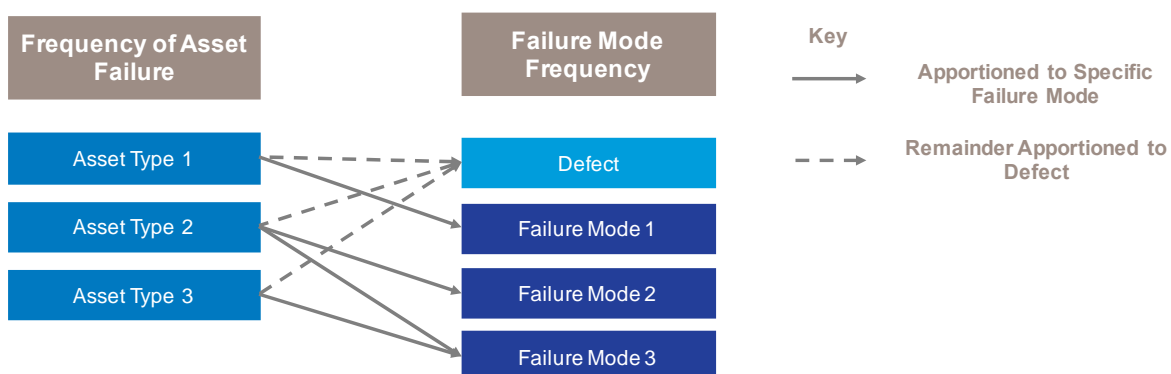 Frequency of Asset
Failure
Failure Mode
Frequency
Key
Apportioned to Specific
Failure Mode
Remainder Apportioned to
Defect
Asset Type 1
Asset Type 2
Asset Type 3
Defect
Failure Mode 1
Failure Mode 2
Failure Mode 3